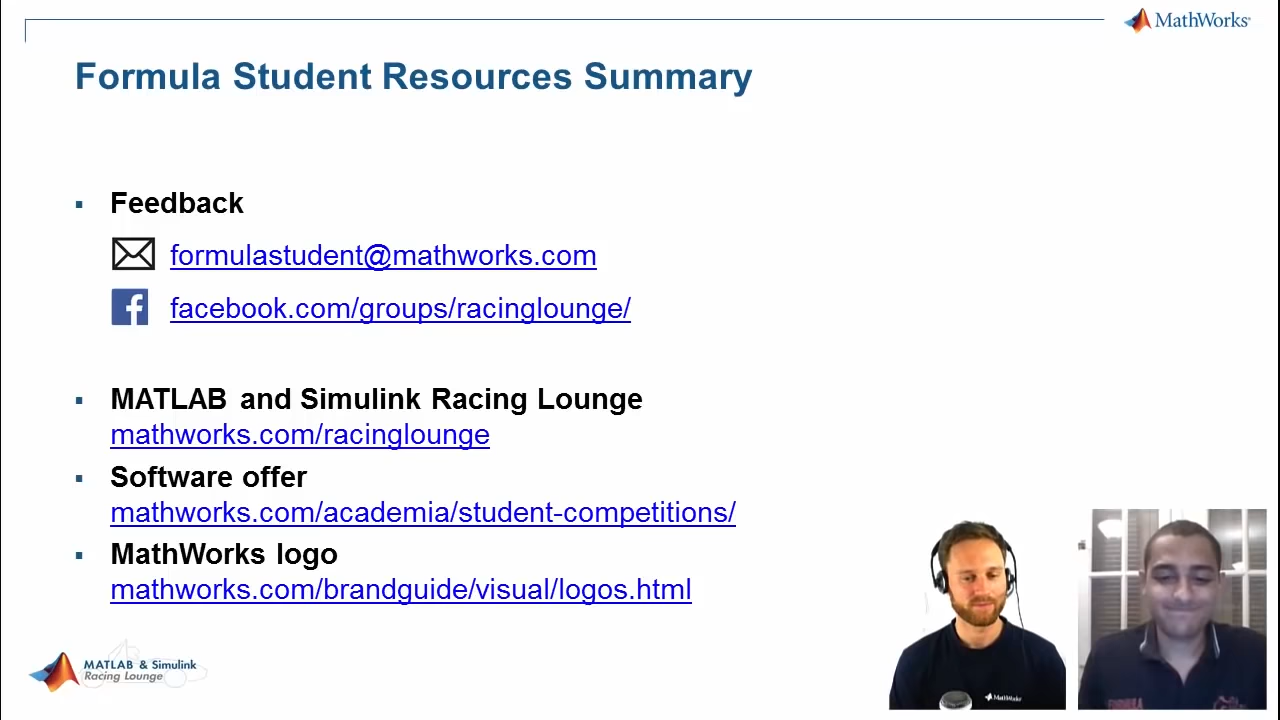 MathWorks®
Formula Student Resources Summary
Feedback
formulastudent@mathworks.com
facebook.com/groups/racinglounge/
MATLAB and Simulink Racing Lounge
mathworks.com/racinglounge
Software offer
mathworks.com/academia/student-competitions/
MathWorks logo
mathworks.com/brandguide/visual/logos.html
MATLAB & Simulink
Racing Lounge
MathWorks